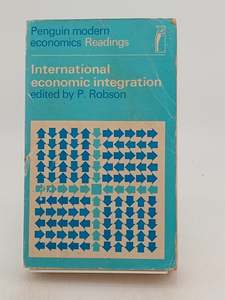 Penguin modern
economics Readings
International
economic integration
edited by P. Robson